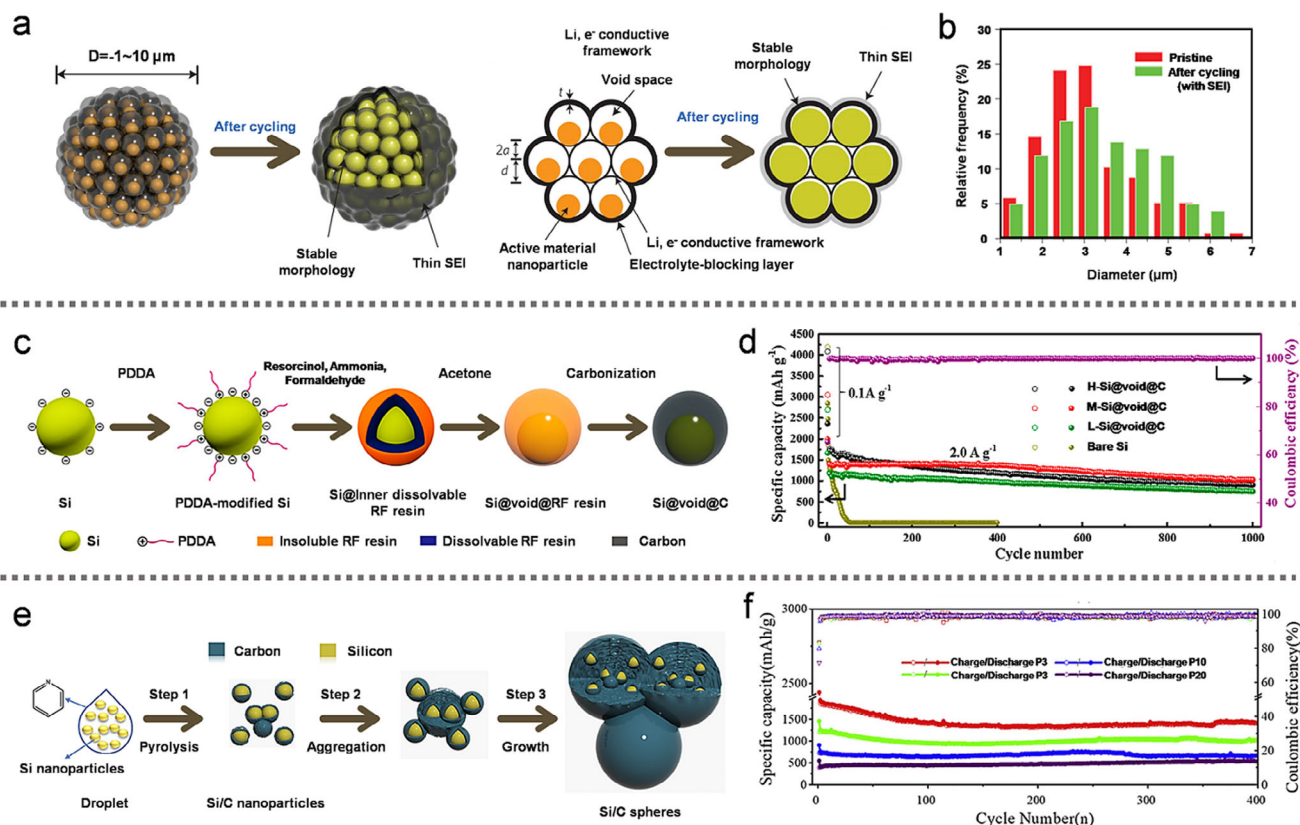 a
D=-1~10 μm
After cycling
Stable
morphology
Thin SEI
Li, e⁻ conductive
framework
Void space
t
2a
d
After cycling
Stable
morphology
Thin SEI
Active material
nanoparticle
Li, e⁻ conductive framework
Electrolyte-blocking layer
b
Relative frequency (%)
30
25
20
15
10
5
0
Pristine
After cycling
(with SEI)
1 2 3 4 5 6 7
Diameter (μm)
c
PDDA
Resorcinol, Ammonia,
Formaldehyde
Acetone
Carbonization
Si
PDDA-modified Si
Si@Inner dissolvable
RF resin
Si@void@RF resin
Si@void@C
Si
PDDA
Insoluble RF resin
Dissolvable RF resin
Carbon
d
Specific capacity (mAh g⁻¹)
4500
4000
3500
3000
2500
2000
1500
1000
500
0
0.1A g⁻¹
2.0 A g⁻¹
H-Si@void@C
M-Si@void@C
L-Si@void@C
Bare Si
100
80
60
40
Coulombic efficiency (%)
0 200 400 600 800 1000
Cycle number
e
Carbon
Silicon
Step 1
Pyrolysis
Step 2
Aggregation
Step 3
Growth
N
Si nanoparticles
Droplet
Si/C nanoparticles
Si/C spheres
f
Specific capacity(mAh/g)
3000
2500
1500
1000
500
0
Charge/Discharge P3
Charge/Discharge P10
Charge/Discharge P3
Charge/Discharge P20
100
80
60
40
20
0
Coulombic efficiency(%)
0 100 200 300 400
Cycle Number(n)